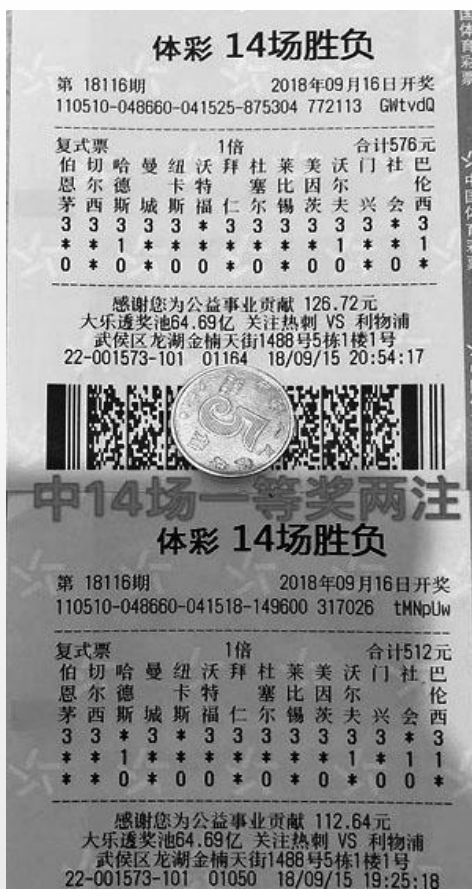 体彩 14场胜负
第 18116期 2018年09月16日开奖
110510-048660-041525-875304 772113 GWtvdQ
复式票 1倍 合计576元
伯 切 哈 曼 纽 沃 拜 杜 莱 美 沃 门 社 巴
恩 尔 德 卡 特 塞 比 因 尔 伦
茅 西 斯 城 斯 福 仁 尔 锡 茨 夫 兴 会 西
3 3 3 3 3 * 3 3 3 3 3 3 * 3
* * 1 * * * * * * * 1 * * 1
0 * 0 * 0 0 * 0 0 0 0 * 0 *
感谢您为公益事业贡献 126.72元
大乐透奖池64.69亿 关注热刺 VS 利物浦
武侯区龙湖金楠天街1488号5栋1楼1号
22-001573-101 01164 18/09/15 20:54:17
中14场一等奖两注
体彩 14场胜负
第 18116期 2018年09月16日开奖
110510-048660-041518-149600 317026 tMNpUw
复式票 1倍 合计512元
伯 切 哈 曼 纽 沃 拜 杜 莱 美 沃 门 社 巴
恩 尔 德 卡 特 塞 比 因 尔 伦
茅 西 斯 城 斯 福 仁 尔 锡 茨 夫 兴 会 西
3 3 * 3 * 3 3 3 3 3 3 3 * 3
* * 1 * * * * * * * 1 * 1 1
* * 0 * 0 0 * 0 0 * 0 0 0 *
感谢您为公益事业贡献 112.64元
大乐透奖池64.69亿 关注热刺 VS 利物浦
武侯区龙湖金楠天街1488号5栋1楼1号
22-001573-101 01050 18/09/15 19:25:18